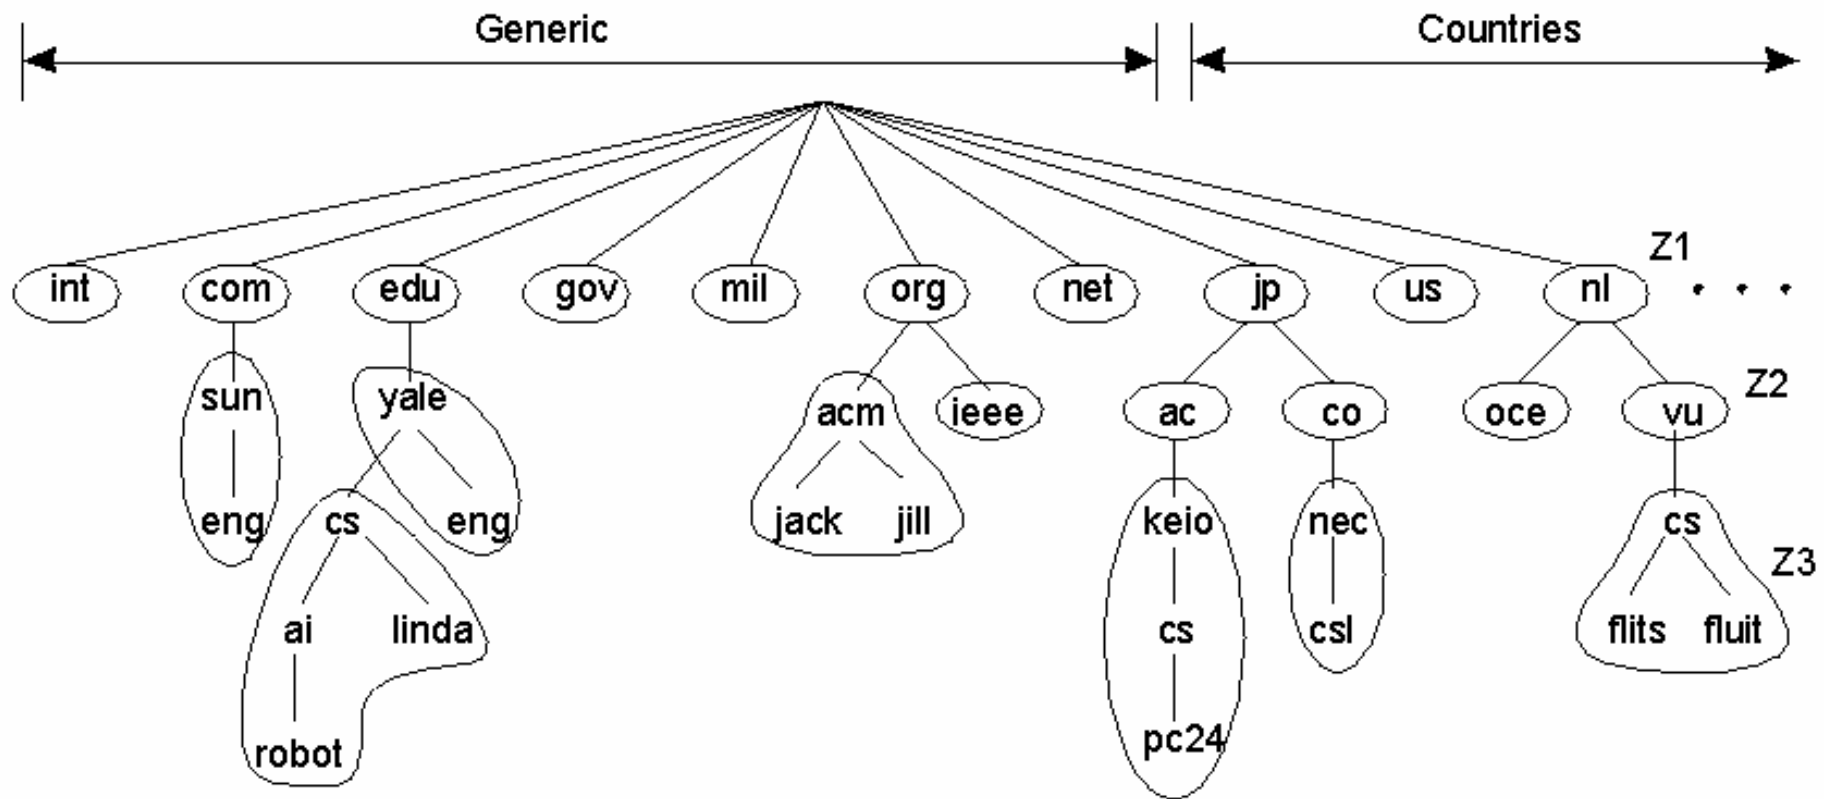 Generic Countries
Z1
int com edu gov mil org net jp us nl . . .
Z2
sun yale acm ieee ac co oce vu
eng cs eng jack jill keio nec cs
Z3
ai linda cs csl flits fluit
robot pc24